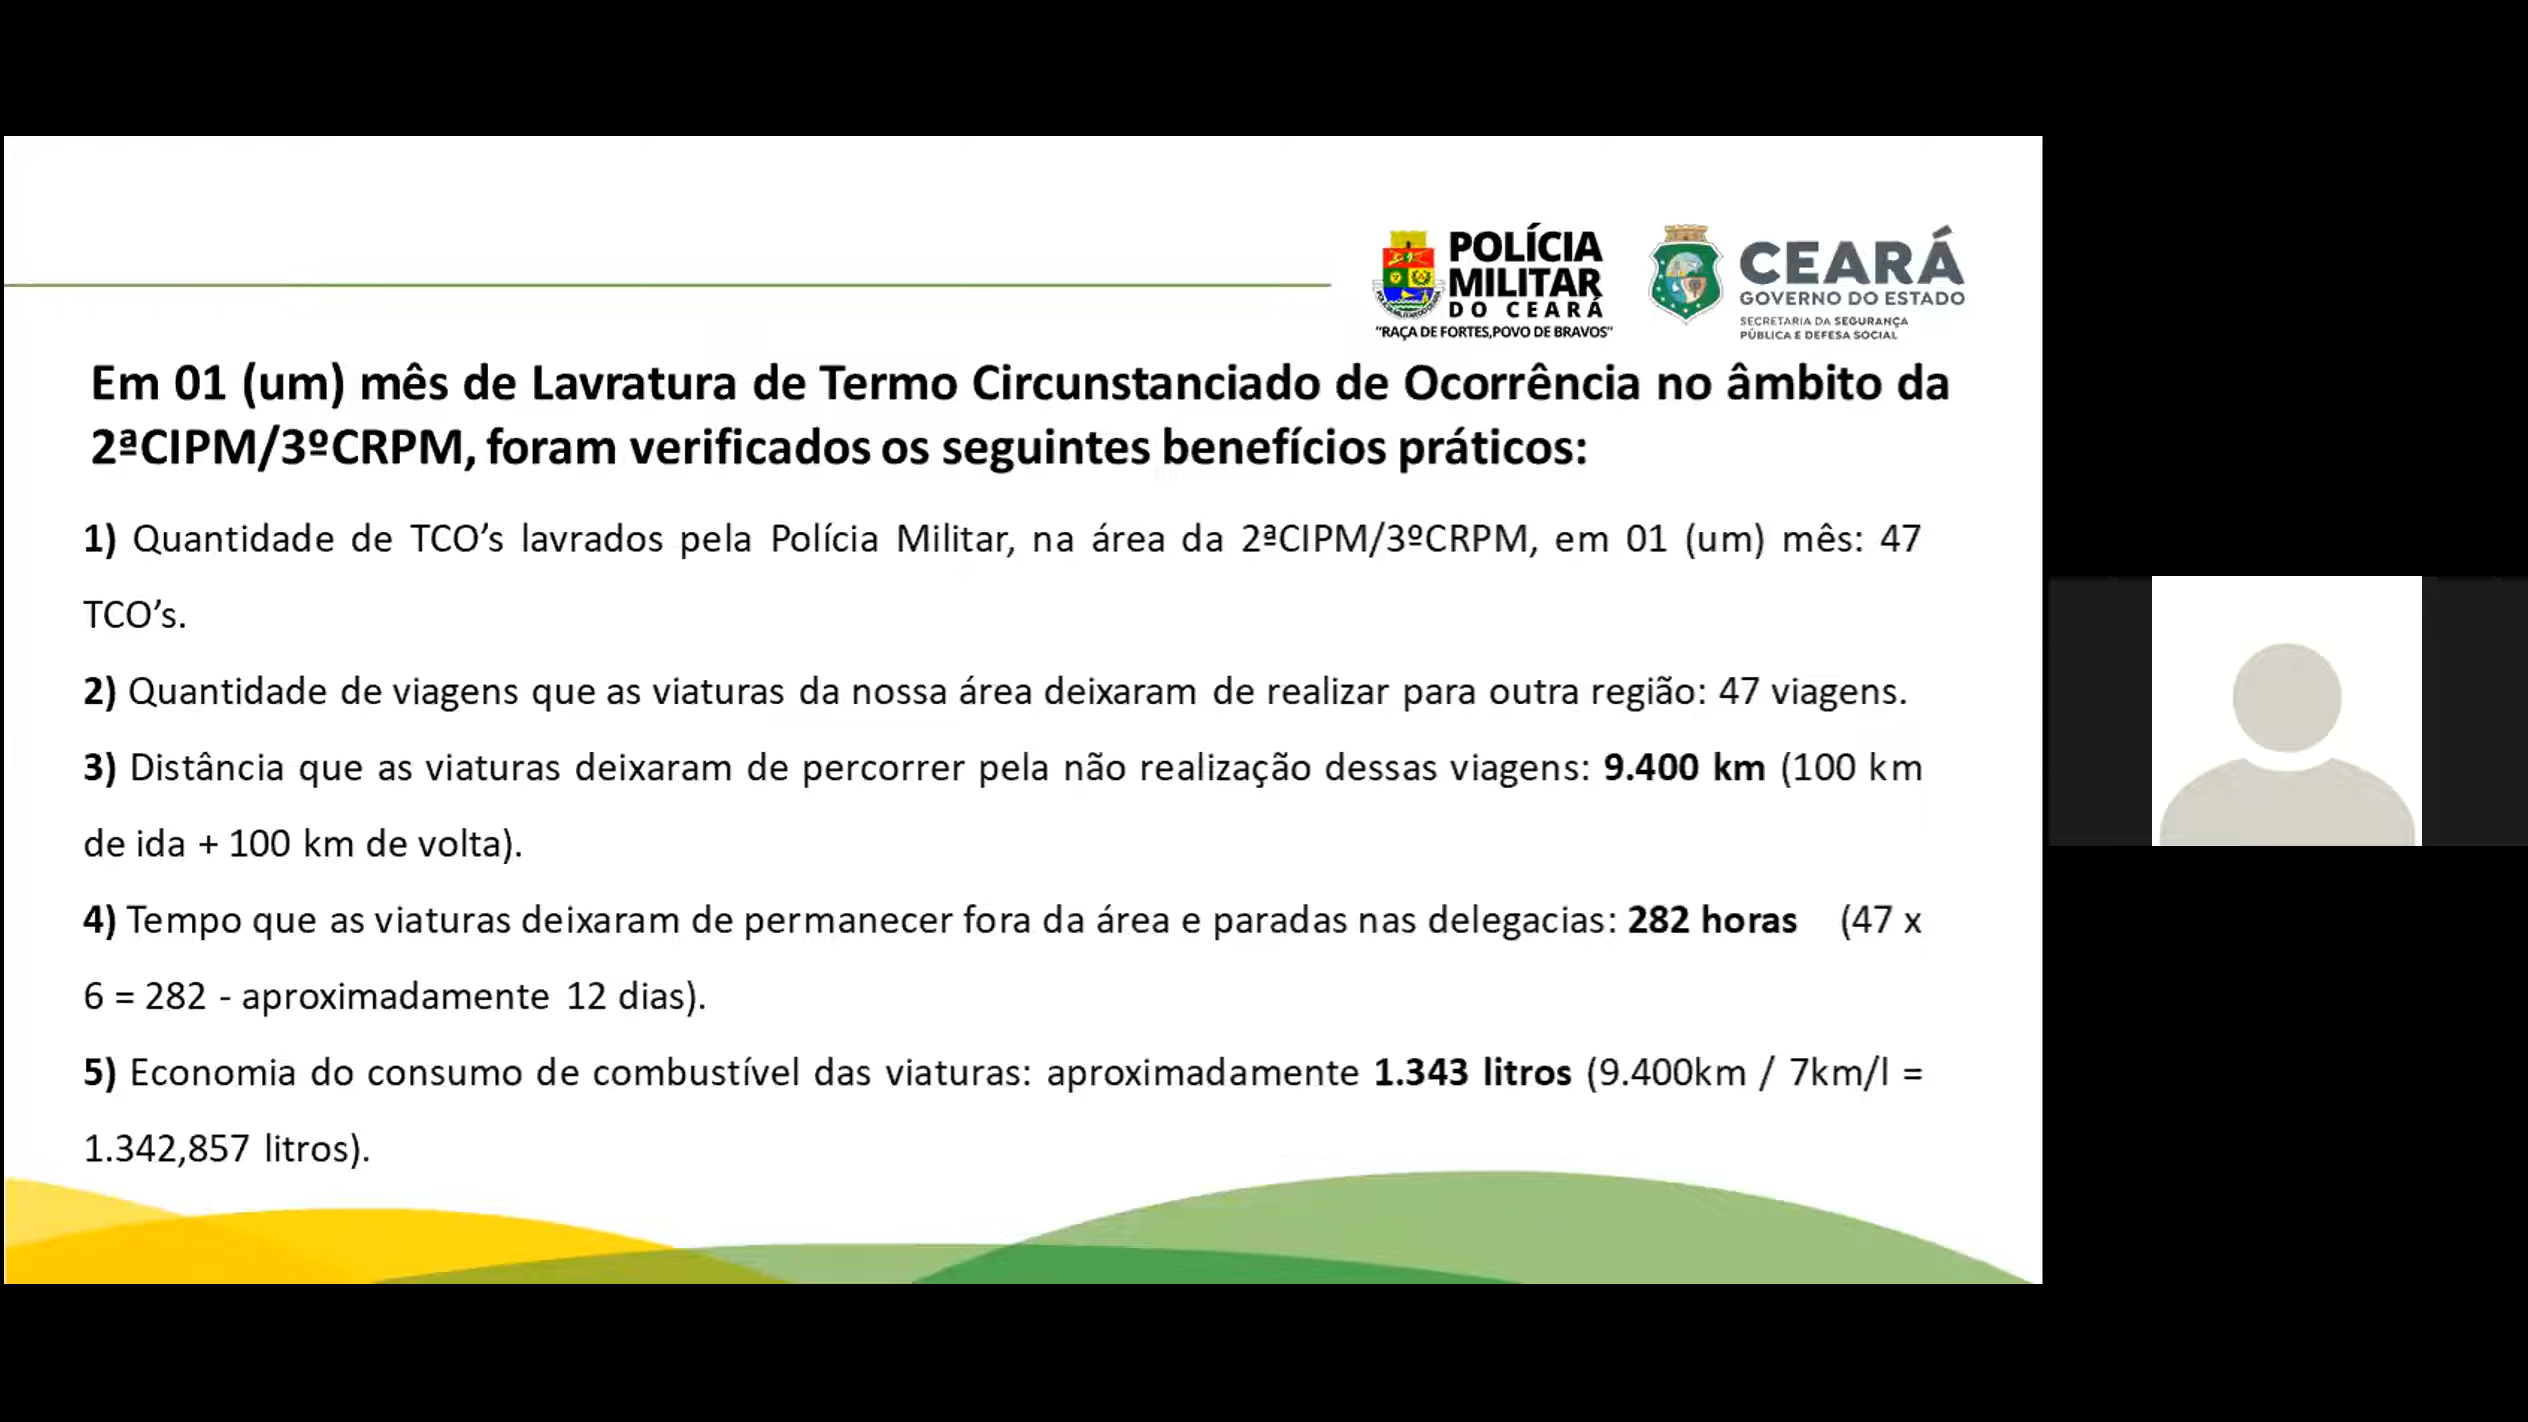 POLÍCIA
MILITAR
DO CEARÁ
"RAÇA DE FORTES,POVO DE BRAVOS"
CEARÁ
GOVERNO DO ESTADO
SECRETARIA DA SEGURANÇA
PÚBLICA E DEFESA SOCIAL
Em 01 (um) mês de Lavratura de Termo Circunstanciado de Ocorrência no âmbito da
2ªCIPM/3ºCRPM, foram verificados os seguintes benefícios práticos:
1) Quantidade de TCO’s lavrados pela Polícia Militar, na área da 2ªCIPM/3ºCRPM, em 01 (um) mês: 47
TCO’s.
2) Quantidade de viagens que as viaturas da nossa área deixaram de realizar para outra região: 47 viagens.
3) Distância que as viaturas deixaram de percorrer pela não realização dessas viagens: 9.400 km (100 km
de ida + 100 km de volta).
4) Tempo que as viaturas deixaram de permanecer fora da área e paradas nas delegacias: 282 horas (47 x
6 = 282 - aproximadamente 12 dias).
5) Economia do consumo de combustível das viaturas: aproximadamente 1.343 litros (9.400km / 7km/l =
1.342,857 litros).